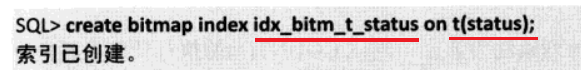 SQL> create bitmap index idx_bitm_t_status on t(status);
索引已创建。